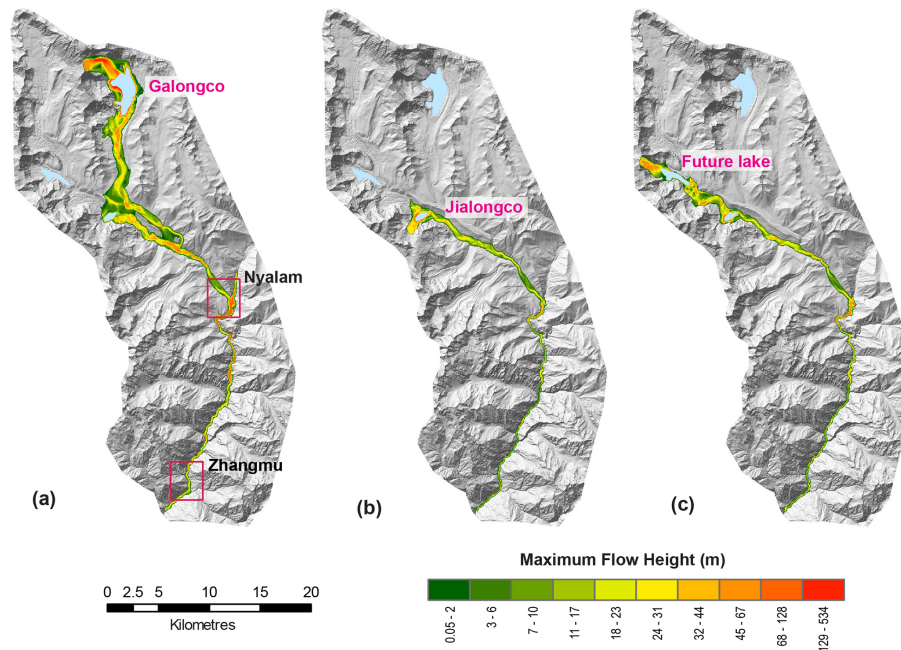 Galongco
Nyalam
Zhangmu
(a)
Jialongco
(b)
Future lake
(c)
0 2.5 5 10 15 20
Kilometres
Maximum Flow Height (m)
0.05 - 2
3 - 6
7 - 10
11 - 17
18 - 23
24 - 31
32 - 44
45 - 67
68 - 128
129 - 534